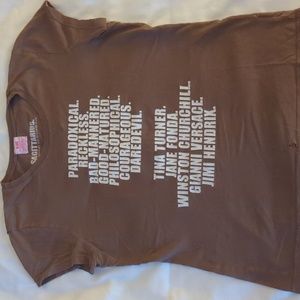 SAGITTARIUS.
PARADOXICAL.
RECKLESS.
BAD-MANNERED.
GOOD-NATURED.
PHILOSOPHICAL.
COURAGEOUS.
DAREDEVIL.
TINA TURNER.
JANE FONDA.
WINSTON CHURCHILL.
GIANNI VERSACE.
JIMI HENDRIX.